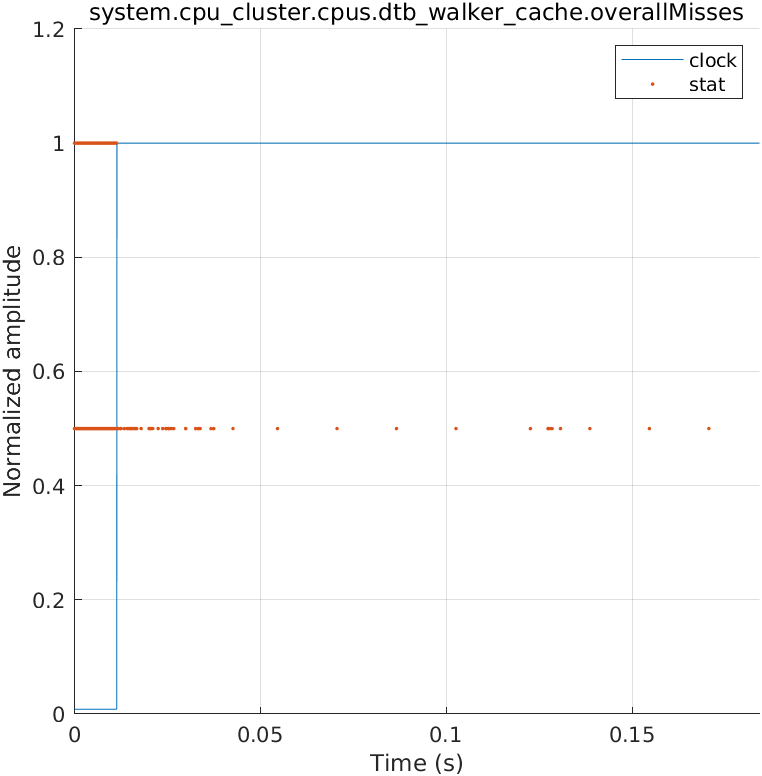 system.cpu_cluster.cpus.dtb_walker_cache.overallMisses
1.2
clock
stat
1
0.8
0.6
0.4
0.2
0
Normalized amplitude
0 0.05 0.1 0.15
Time (s)